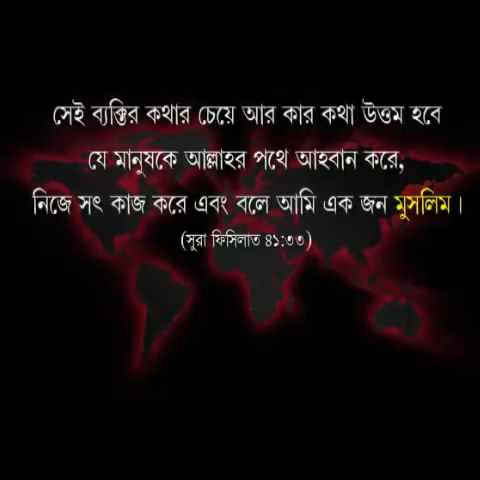 সেই ব্যক্তির কথার চেয়ে আর কার কথা উত্তম হবে
যে মানুষকে আল্লাহর পথে আহবান করে,
নিজে সৎ কাজ করে এবং বলে আমি এক জন মুসলিম।
(সুরা ফিসিলাত ৪১:৩৩)